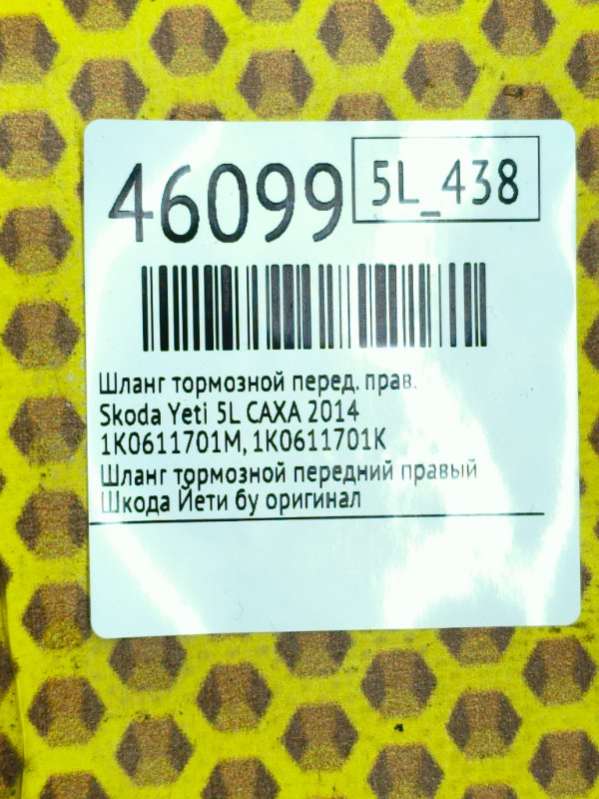 46099
5L_438
Шланг тормозной перед. прав.
Skoda Yeti 5L CAXA 2014
1K0611701M, 1K0611701K
Шланг тормозной передний правый
Шкода Йети бу оригинал